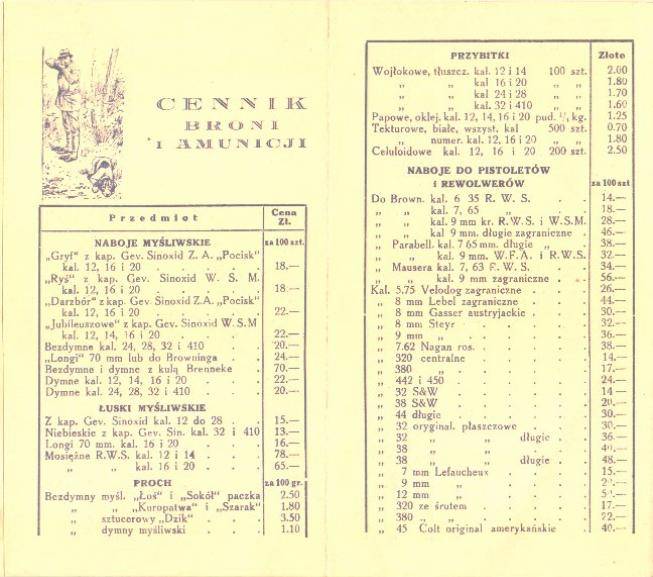 CENNIK
BRONI
i AMUNICJI
Przedmiot Cena Zł.
NABOJE MYŚLIWSKIE za 100 szt.
„Gryf" z kap. Gev. Sinoxid Z. A. „Pocisk"
kal. 12, 16 i 20 . . . . . 18.—
„Ryś" z kap. Gev. Sinoxid W. S. M.
kal. 12, 16 i 20 . . . . . 18 —
„Darzbór" z kap. Gev. Sinoxid Z.A. „Pocisk"
kal. 12, 16 i 20 . . . . . 22.—
„Jubileuszowe" z kap. Gev. Sinoxid W.S.M
kal. 12, 14, 16 i 20 . . . . 22.—
Bezdymne kal. 24, 28, 32 i 410 . 20.—
„Longi" 70 mm lub do Browninga . . 24.—
Bezdymne i dymne z kulą Brenneke . 70.—
Dymne kal. 12, 14, 16 i 20 . . . 22.—
Dymne kal. 24, 28, 32 i 410 . . . 20.—
ŁUSKI MYŚLIWSKIE
Z kap. Gev. Sinoxid kal. 12 do 28 . . 15.—
Niebieskie z kap. Gev. Sin. kal. 32 i 410 13.—
Longi 70 mm. kal. 16 i 20 . . . 16.—
Mosiężne R.W.S. kal. 12 i 14 . . . 78.—
„ „ kal. 16 i 20 . . . 65.—
PROCH za 100 gr.
Bezdymny myśl. „Łoś" i „Sokół" paczka 2.50
„ „ „Kuropatwa" i „Szarak" 1.80
„ sztucerowy „Dzik" . . . 3.50
„ dymny myśliwski . . . 1.10
PRZYBITKI Złote
Wojłokowe, tłuszcz. kal. 12 i 14 100 szt. 2.00
„ „ kal 16 i 20 „ „ 1.80
„ „ kal 24 i 28 „ „ 1.70
„ „ kal. 32 i 410 „ „ 1.60
Papowe, oklej. kal. 12, 14, 16 i 20 pud. kg. 1.25
Tekturowe, białe, wszyst. kal 500 szt. 0.70
„ numer. kal. 12, 16 i 20 „ „ 1.80
Celuloidowe kal. 12, 16 i 20 200 szt. 2.50
NABOJE DO PISTOLETÓW
i REWOLWERÓW za 100 szt
Do Brown. kal. 6 35 R. W. S. . . 14.—
„ „ kal. 7, 65 „ . . 18.—
„ „ kal. 9 mm kr. R.W.S. i W.S.M. 28.—
„ „ kal 9 mm. długie zagraniczne . 46.—
„ Parabell. kal. 7 65 mm. długie „ . 38.—
„ „ kal. 9 mm. W.F.A. i R.W.S. 32.—
„ Mausera kal. 7, 63 R.W.S. . . 34.—
„ „ kal. 9 mm zagraniczne . . 56.—
Kal. 5.75 Velodog zagraniczne . . . 26.—
„ 8 mm Lebel zagraniczne . . . 44.—
„ 8 mm Gasser austryjackie . . . 30.—
„ 8 mm Steyr . . . . 32.—
„ 9 mm „ . . . . 36.—
„ 7.62 Nagan ros. . . . . 38.—
„ 320 centralne . . . . 14.—
„ 380 „ . . . . 17.—
„ 442 i 450 . . . . . 24.—
„ 32 S&W . . . . . 14 —
„ 38 S&W . . . . . 20.—
„ 44 długie . . . . . 30.—
„ 32 oryginal. płaszczowe . . . 30.—
„ 32 „ „ długie . . 36.—
„ 38 „ „ . . .
„ 38 „ „ długie . . 48.—
„ 7 mm Lefaucheux . . . 15.—
„ 9 mm „ . . .
„ 12 mm „ . . .
„ 320 ze śrutem . . . . 17.—
„ 380 „ „ . . . . 22.—
„ 45 Colt original amerykańskie . 40.—